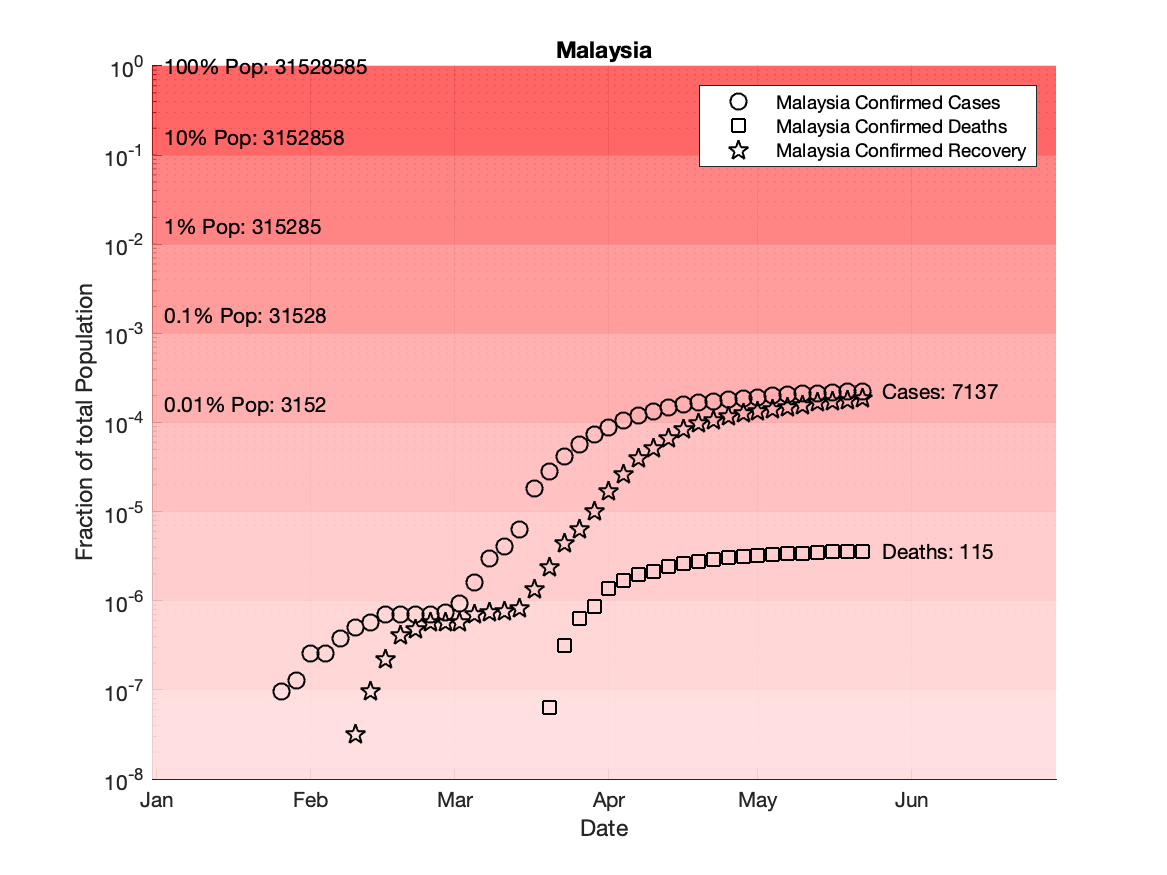 Malaysia
10^0
100% Pop: 31528585
Malaysia Confirmed Cases
Malaysia Confirmed Deaths
Malaysia Confirmed Recovery
10% Pop: 3152858
10^-1
1% Pop: 315285
10^-2
0.1% Pop: 31528
10^-3
0.01% Pop: 3152
10^-4
Cases: 7137
10^-5
Deaths: 115
10^-6
10^-7
10^-8
Fraction of total Population
Jan Feb Mar Apr May Jun
Date